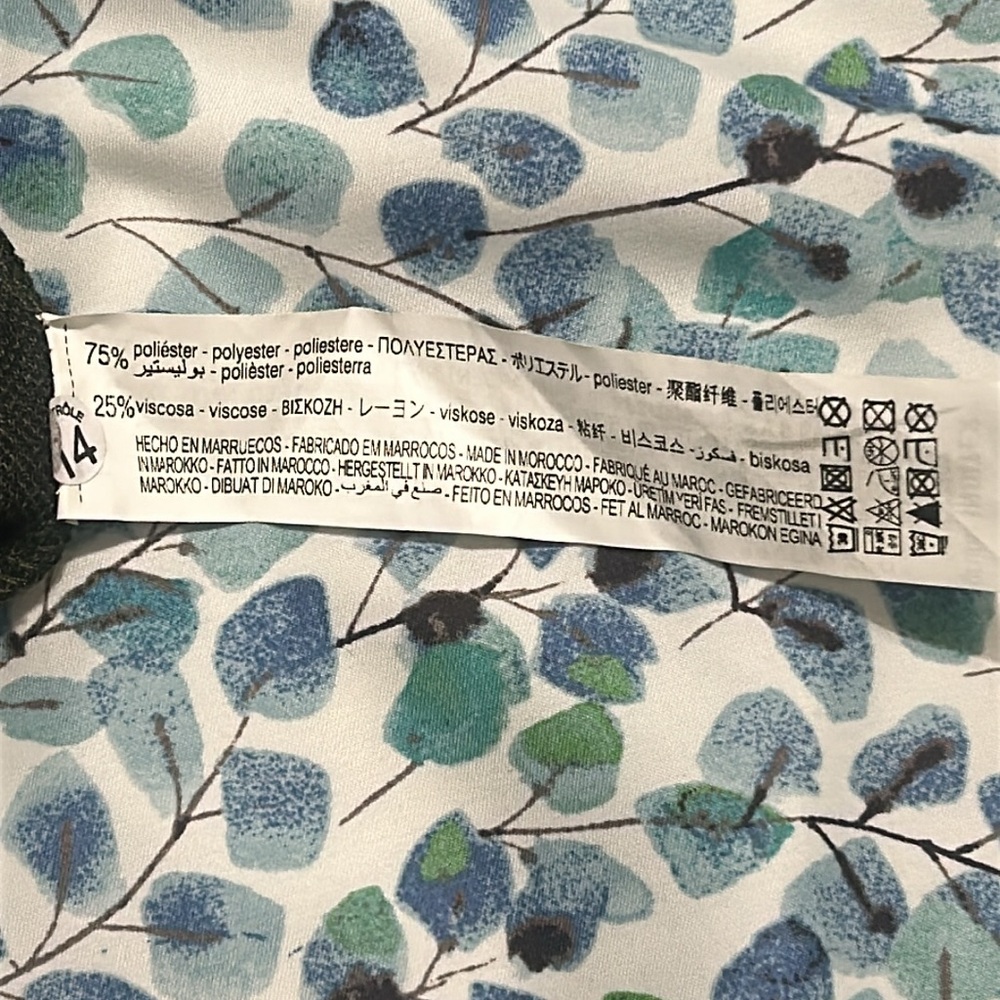 75% poliéster - polyester - poliestere - ΠΟΛΥΕΣΤΕΡΑΣ - ポリエステル - poliester - 聚酯纤维 - 폴리에스터
بوليستير - polièster - poliesterra
25% viscosa - viscose - ΒΙΣΚΟΖΗ - レーヨン - viskose - viskoza - 粘纤 - 비스코스 - فسكوز - biskosa
HECHO EN MARRUECOS - FABRICADO EM MARROCOS - MADE IN MOROCCO - FABRIQUÉ AU MAROC - GEFABRICEERD
IN MAROKKO - FATTO IN MAROCCO - HERGESTELLT IN MAROKKO - ΚΑΤΑΣΚΕΥΗ ΜΑΡΟΚΟ - ÜRETIM YERİ FAS - FREMSTILLET I
MAROKKO - DIBUAT DI MAROKO - صنع في المغرب - FEITO EN MARROCOS - FET AL MARROC - MAROKON EGINA
RÔLE
14